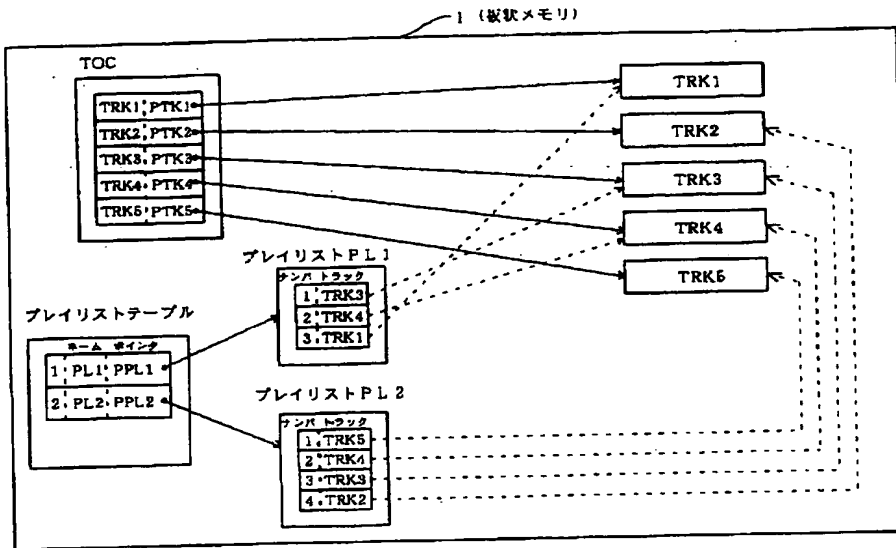 1 (板状メモリ)
TOC
TRK1 PTK1
TRK2 PTK2
TRK3 PTK3
TRK4 PTK4
TRK5 PTK5
TRK1
TRK2
TRK3
TRK4
TRK5
プレイリストPL1
ナンバ トラック
1 TRK3
2 TRK4
3 TRK1
プレイリストテーブル
ネーム ポインタ
1 PL1 PPL1
2 PL2 PPL2
プレイリストPL2
ナンバ トラック
1 TRK5
2 TRK4
3 TRK3
4 TRK2